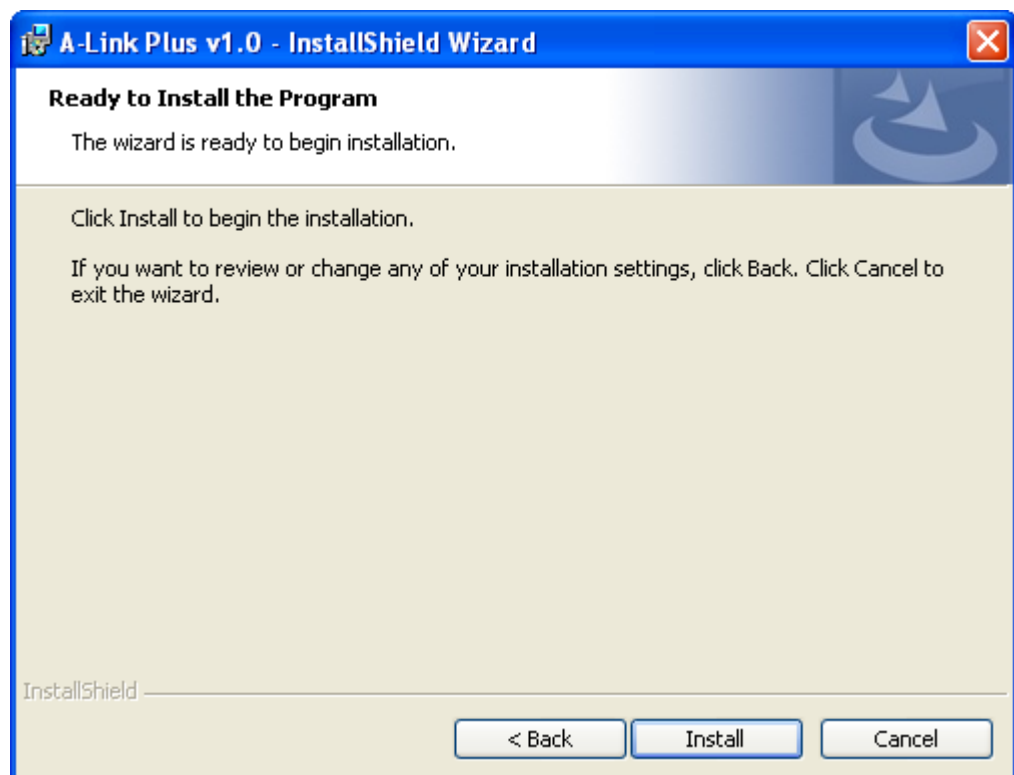 A-Link Plus v1.0 - InstallShield Wizard
Ready to Install the Program
The wizard is ready to begin installation.
Click Install to begin the installation.
If you want to review or change any of your installation settings, click Back. Click Cancel to
exit the wizard.
InstallShield
< Back Install Cancel